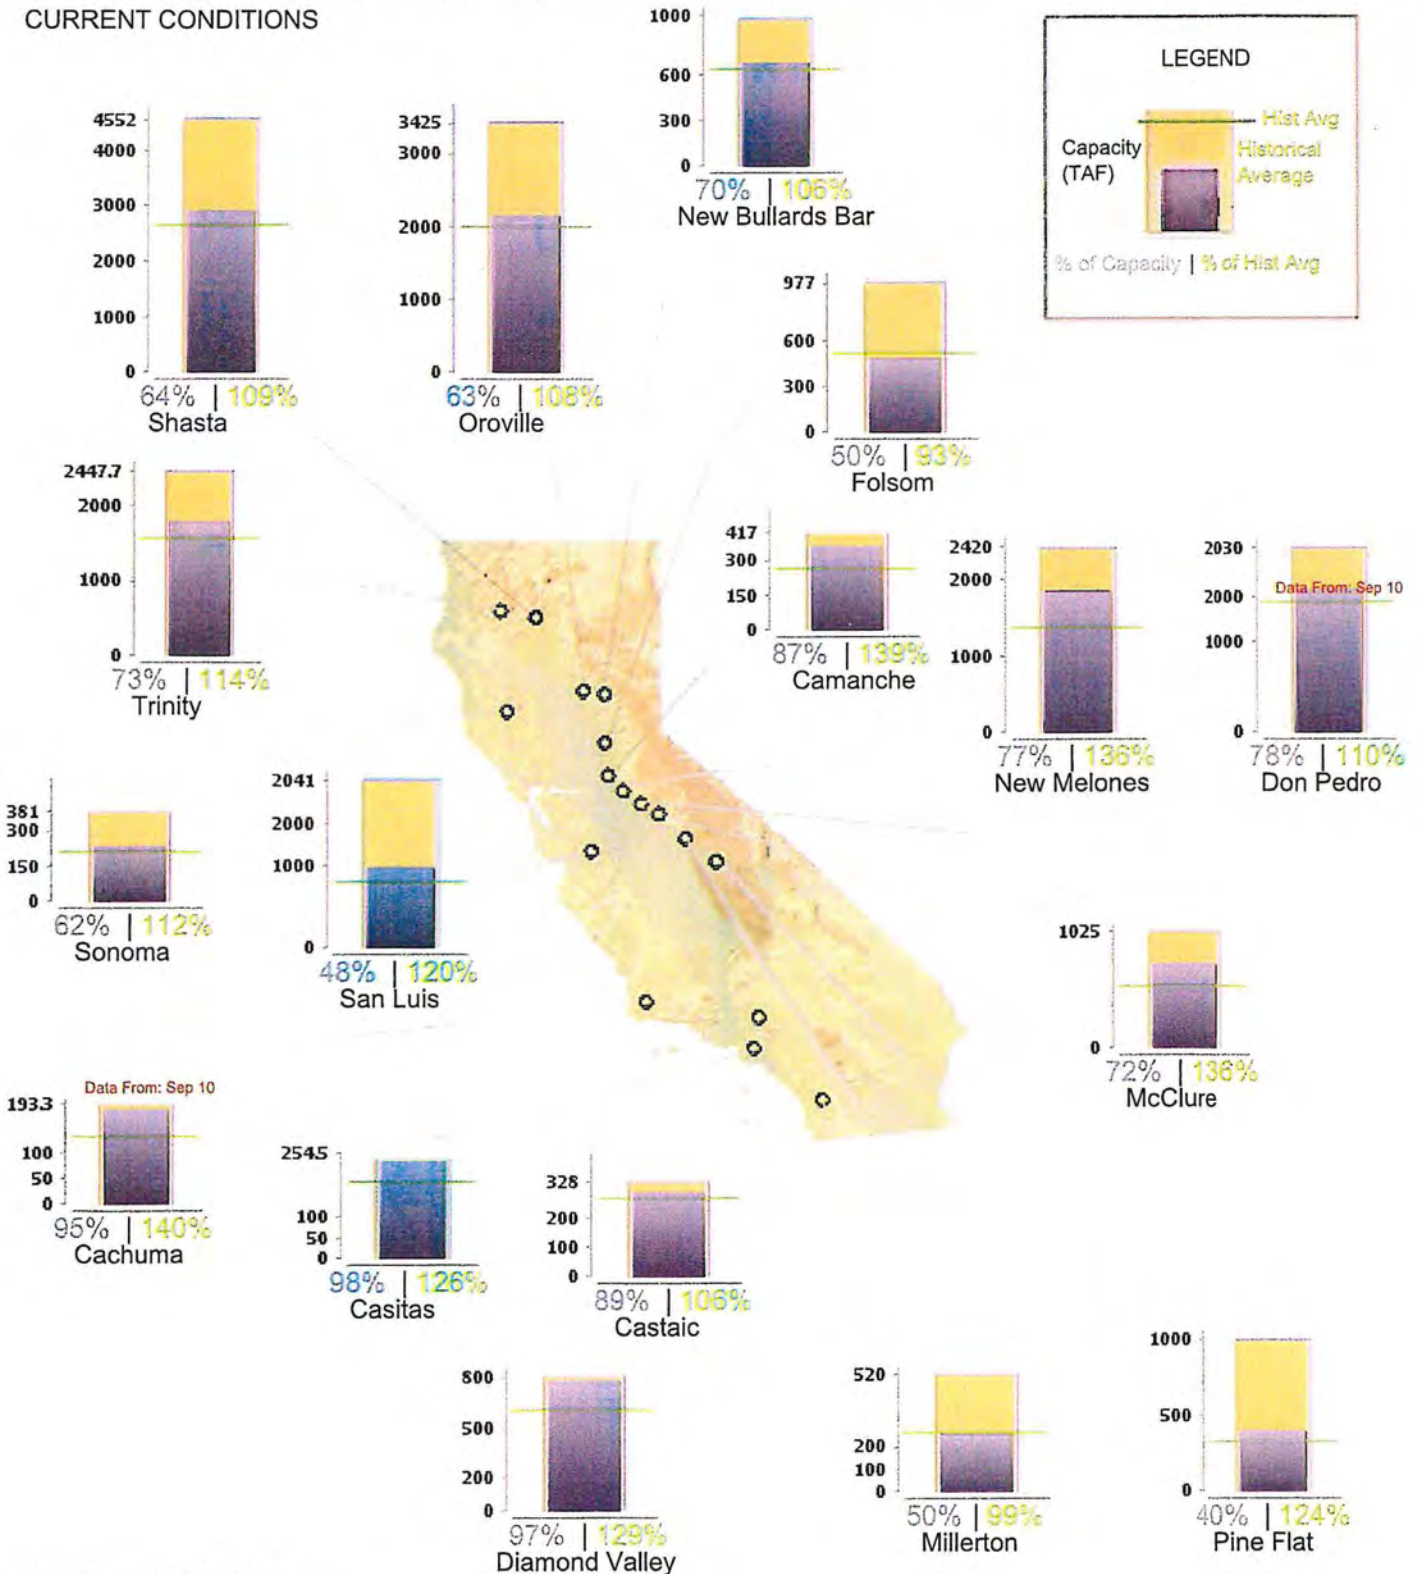 CURRENT CONDITIONS
1000
600
300
0
70% | 106%
New Bullards Bar
LEGEND
Hist Avg
Capacity
(TAF)
Historical
Average
% of Capacity | % of Hist Avg
4552
4000
3000
2000
1000
0
64% | 109%
Shasta
3425
3000
2000
1000
0
63% | 108%
Oroville
977
600
300
0
50% | 93%
Folsom
2447.7
2000
1000
0
73% | 114%
Trinity
417
300
150
0
87% | 139%
Camanche
2420
2000
1000
0
77% | 136%
New Melones
2030
Data From: Sep 10
2000
1000
0
78% | 110%
Don Pedro
381
300
150
0
62% | 112%
Sonoma
2041
2000
1000
0
48% | 120%
San Luis
1025
0
72% | 136%
McClure
Data From: Sep 10
193.3
100
50
0
95% | 140%
Cachuma
254.5
100
50
0
98% | 126%
Casitas
328
200
100
0
89% | 106%
Castaic
800
500
200
0
97% | 129%
Diamond Valley
520
200
100
0
50% | 99%
Millerton
1000
500
0
40% | 124%
Pine Flat